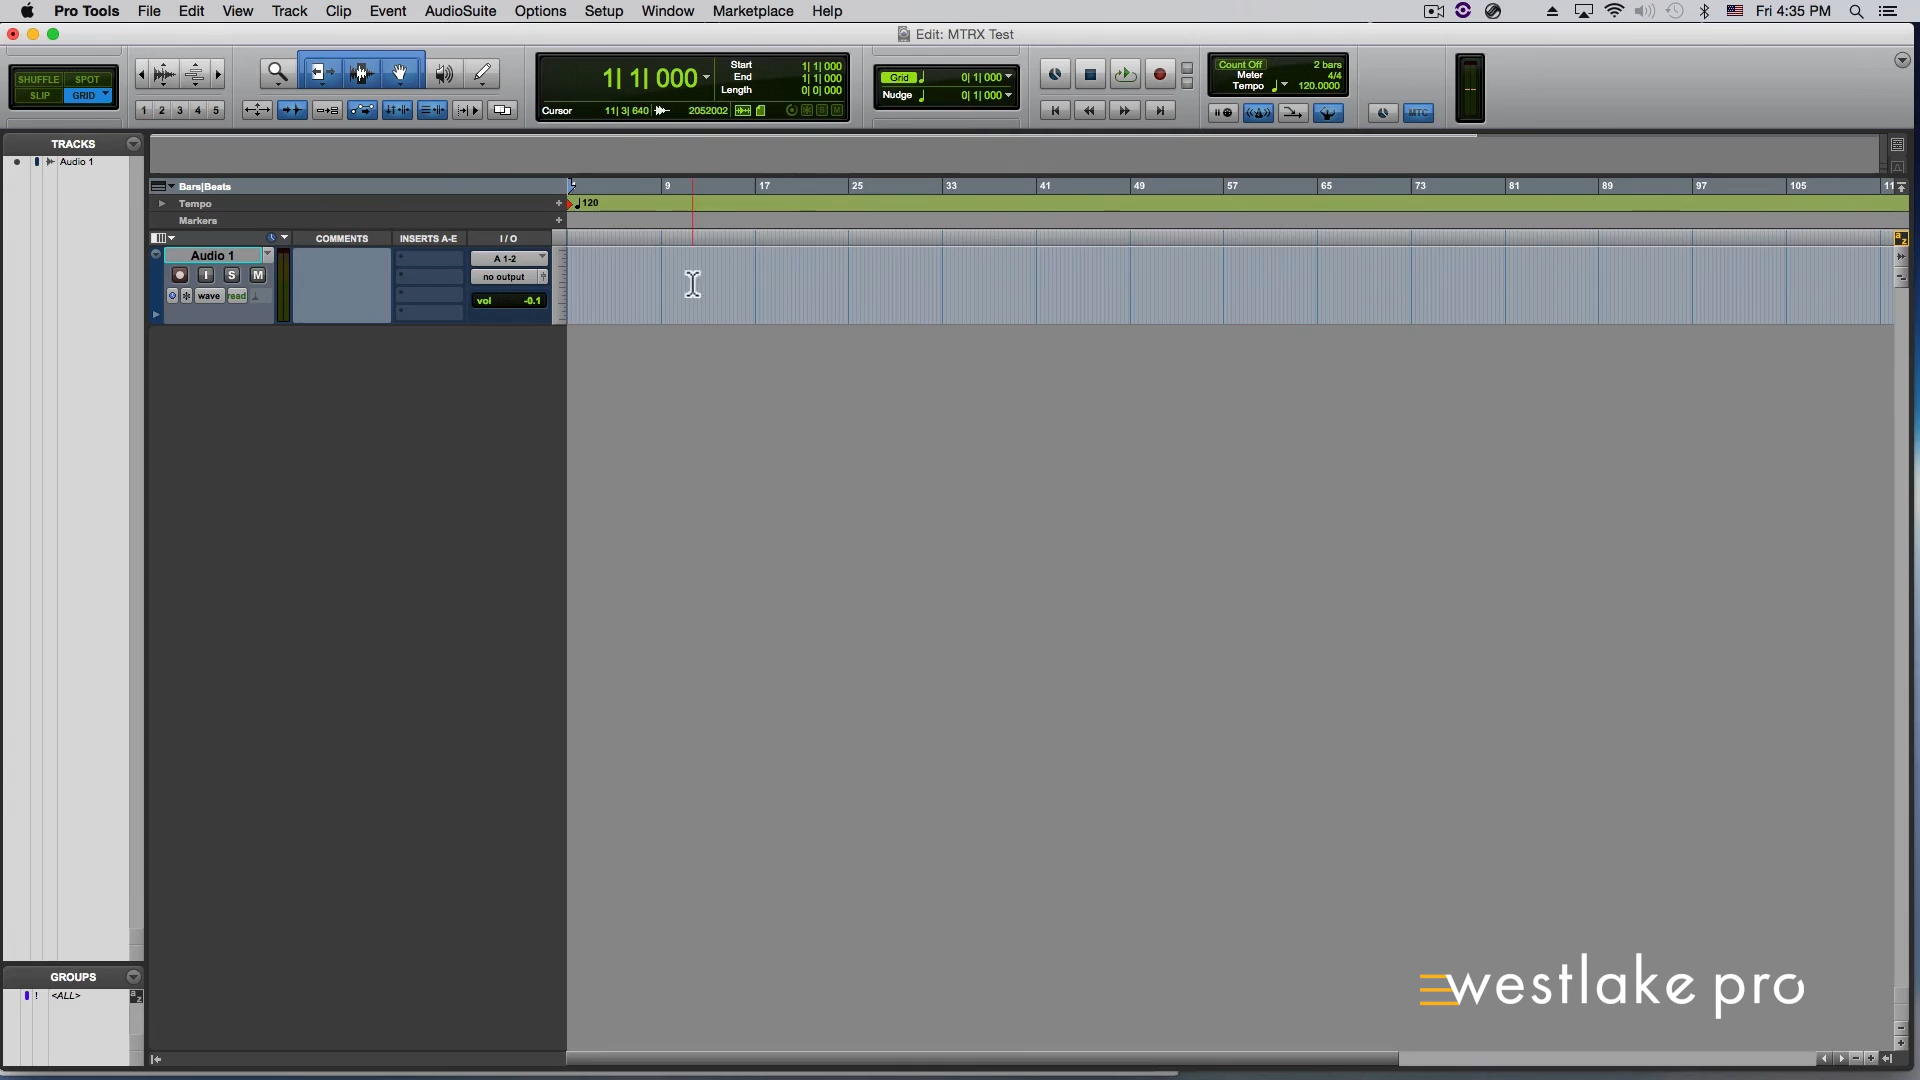 Pro Tools File Edit View Track Clip Event AudioSuite Options Setup Window Marketplace Help Fri 4:35 PM
Edit: MTRX Test
SHUFFLE SPOT
SLIP GRID
1 2 3 4 5
1| 1| 000
Start 1| 1| 000
End 1| 1| 000
Length 0| 0| 000
Cursor 11| 3| 640 2052002
Grid 0| 1| 000
Nudge 0| 1| 000
Count Off 2 bars
Meter 4/4
Tempo 120.0000
MTC
TRACKS
Audio 1
Bars|Beats 9 17 25 33 41 49 57 65 73 81 89 97 105 11
Tempo 120
Markers
COMMENTS INSERTS A-E I / O
Audio 1 A 1-2
I S M no output
wave read vol -0.1
GROUPS
! <ALL>
westlake pro